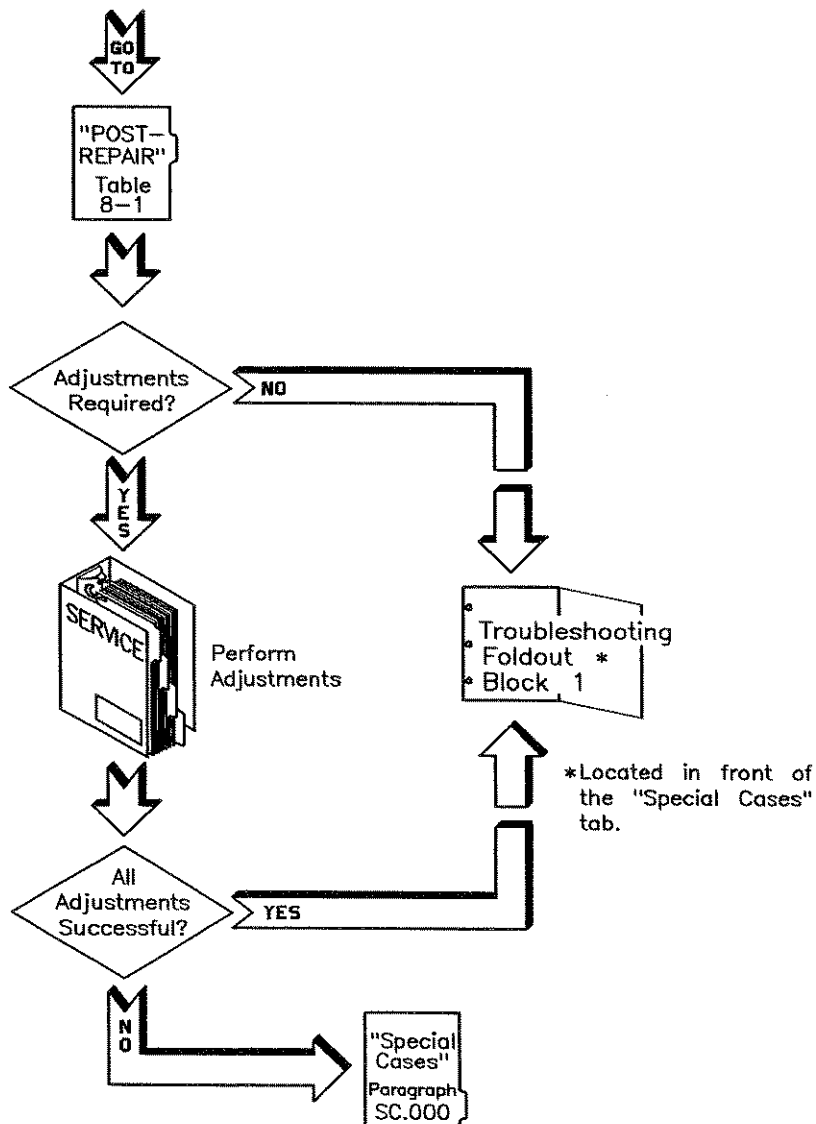 GO
TO
"POST-
REPAIR"
Table
8-1
Adjustments
Required?
NO
YES
SERVICE
Perform
Adjustments
Troubleshooting
Foldout *
Block 1
*Located in front of
the "Special Cases"
tab.
All
Adjustments
Successful?
YES
NO
"Special
Cases"
Paragraph
SC.000